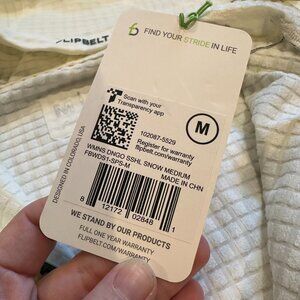 FLIPBELT
FIND YOUR STRIDE IN LIFE
Scan with your
Transparency app
102087-5529
Register for warranty
flipbelt.com/warranty
M
WMNS DNGO SSHL SNOW MEDIUM
FBWDS1-SPS-M
MADE IN CHN
8 12172 02848 1
DESIGNED IN COLORADO, USA
WE STAND BY OUR PRODUCTS
FULL ONE YEAR WARRANTY
FLIPBELT.COM/WARRANTY